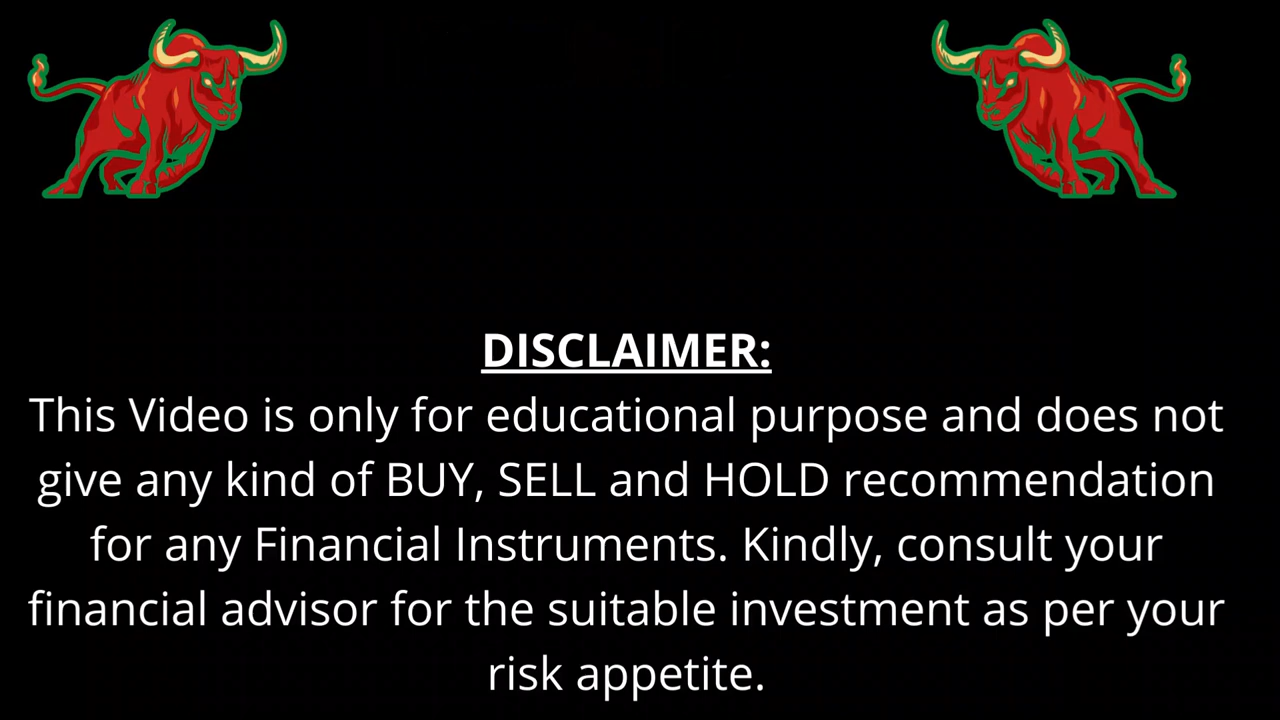 DISCLAIMER:
This Video is only for educational purpose and does not
give any kind of BUY, SELL and HOLD recommendation
for any Financial Instruments. Kindly, consult your
financial advisor for the suitable investment as per your
risk appetite.